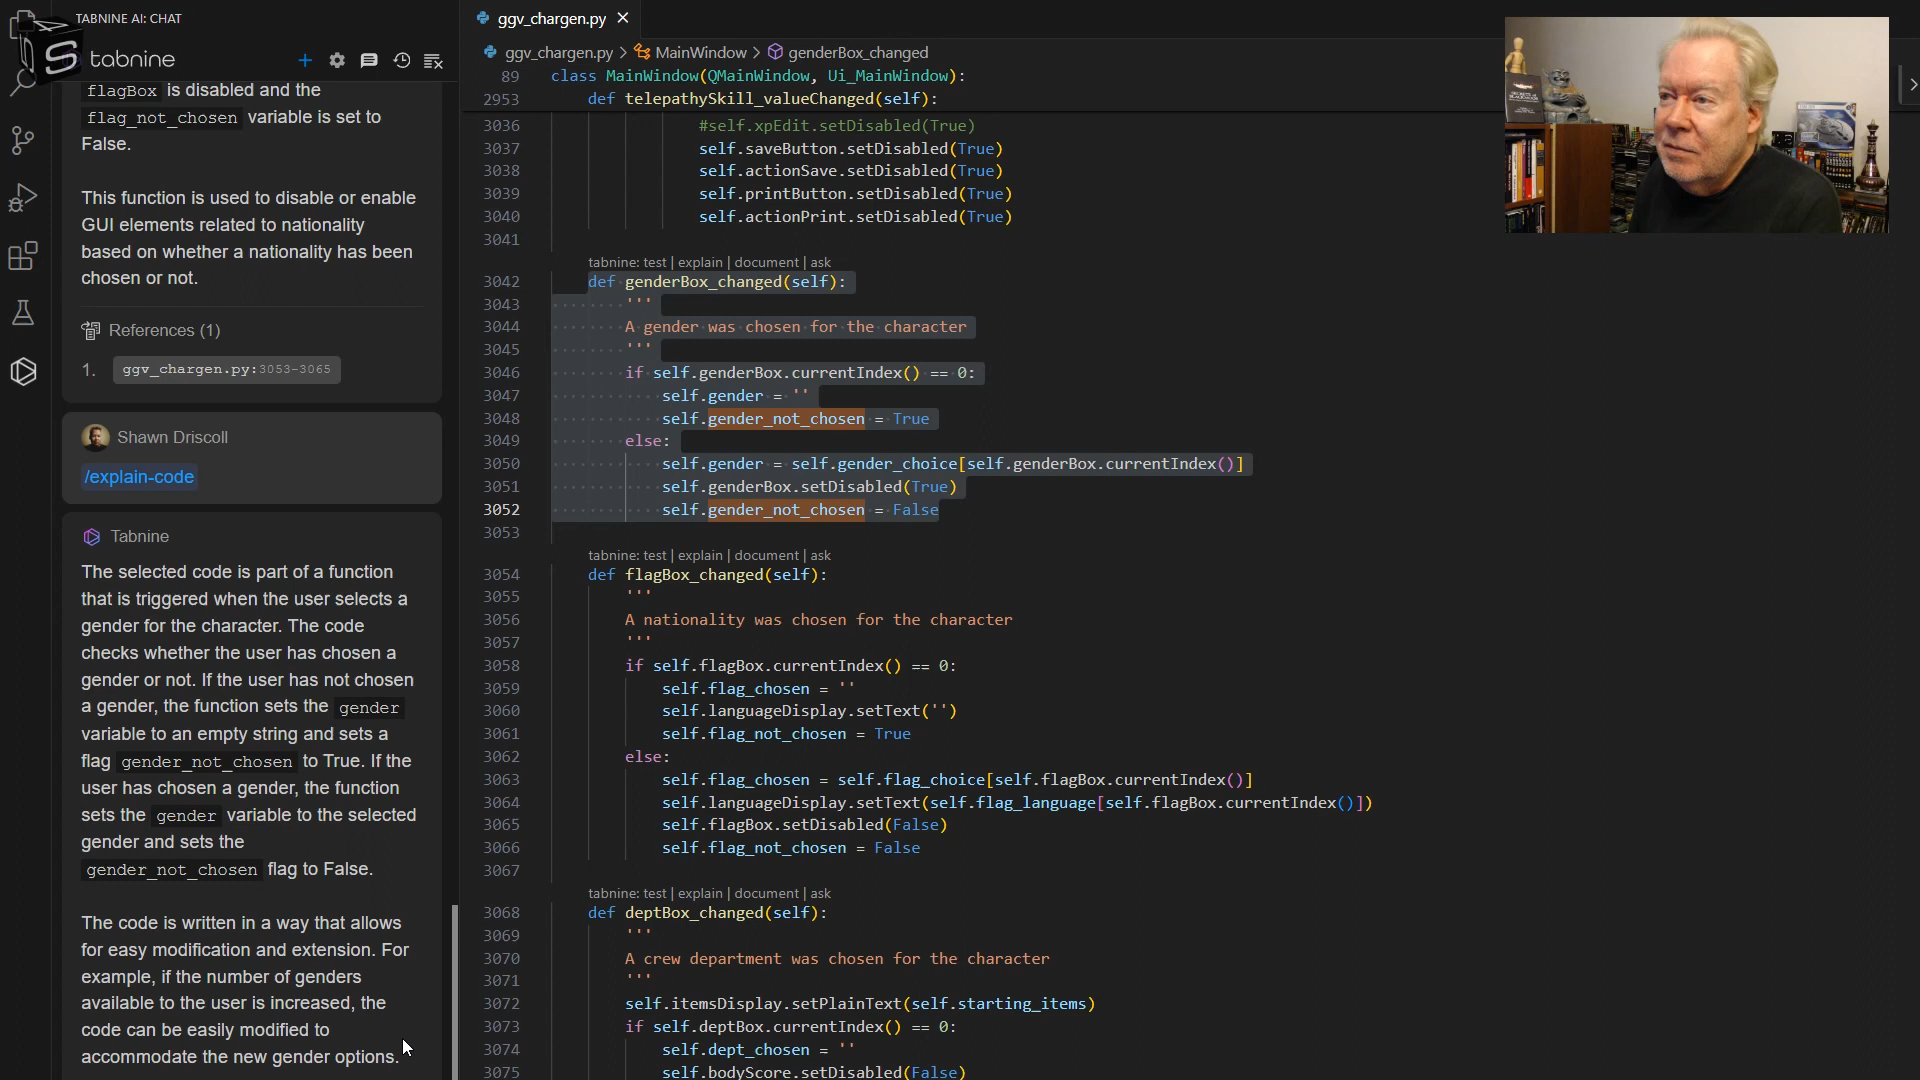 TABNINE AI: CHAT
tabnine
flagBox is disabled and the
flag_not_chosen variable is set to
False.
This function is used to disable or enable
GUI elements related to nationality
based on whether a nationality has been
chosen or not.
References (1)
1. ggv_chargen.py:3053-3065
Shawn Driscoll
/explain-code
Tabnine
The selected code is part of a function
that is triggered when the user selects a
gender for the character. The code
checks whether the user has chosen a
gender or not. If the user has not chosen
a gender, the function sets the gender
variable to an empty string and sets a
flag gender_not_chosen to True. If the
user has chosen a gender, the function
sets the gender variable to the selected
gender and sets the
gender_not_chosen flag to False.
The code is written in a way that allows
for easy modification and extension. For
example, if the number of genders
available to the user is increased, the
code can be easily modified to
accommodate the new gender options.
ggv_chargen.py
ggv_chargen.py > MainWindow > genderBox_changed
89 class MainWindow(QMainWindow, Ui_MainWindow):
2953 def telepathySkill_valueChanged(self):
3036 #self.xpEdit.setDisabled(True)
3037 self.saveButton.setDisabled(True)
3038 self.actionSave.setDisabled(True)
3039 self.printButton.setDisabled(True)
3040 self.actionPrint.setDisabled(True)
3041
tabnine: test | explain | document | ask
3042 def genderBox_changed(self):
3043 '''
3044 A gender was chosen for the character
3045 '''
3046 if self.genderBox.currentIndex() == 0:
3047 self.gender = ''
3048 self.gender_not_chosen = True
3049 else:
3050 self.gender = self.gender_choice[self.genderBox.currentIndex()]
3051 self.genderBox.setDisabled(True)
3052 self.gender_not_chosen = False
3053
tabnine: test | explain | document | ask
3054 def flagBox_changed(self):
3055 '''
3056 A nationality was chosen for the character
3057 '''
3058 if self.flagBox.currentIndex() == 0:
3059 self.flag_chosen = ''
3060 self.languageDisplay.setText('')
3061 self.flag_not_chosen = True
3062 else:
3063 self.flag_chosen = self.flag_choice[self.flagBox.currentIndex()]
3064 self.languageDisplay.setText(self.flag_language[self.flagBox.currentIndex()])
3065 self.flagBox.setDisabled(False)
3066 self.flag_not_chosen = False
3067
tabnine: test | explain | document | ask
3068 def deptBox_changed(self):
3069 '''
3070 A crew department was chosen for the character
3071 '''
3072 self.itemsDisplay.setPlainText(self.starting_items)
3073 if self.deptBox.currentIndex() == 0:
3074 self.dept_chosen = ''
3075 self.bodyScore.setDisabled(False)